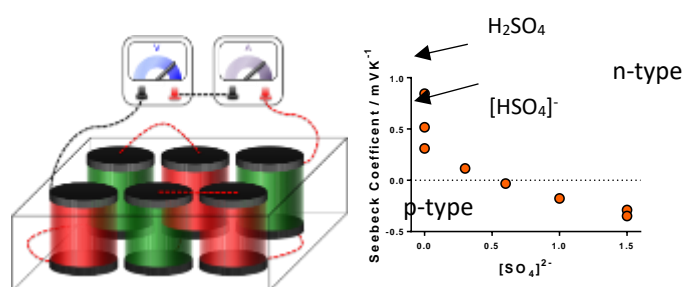 V
A
H2SO4
n-type
[HSO4]-
p-type
Seebeck Coefficent / mVK-1
1.0
0.5
0.0
-0.5
0.0
0.5
1.0
1.5
[SO4]2-